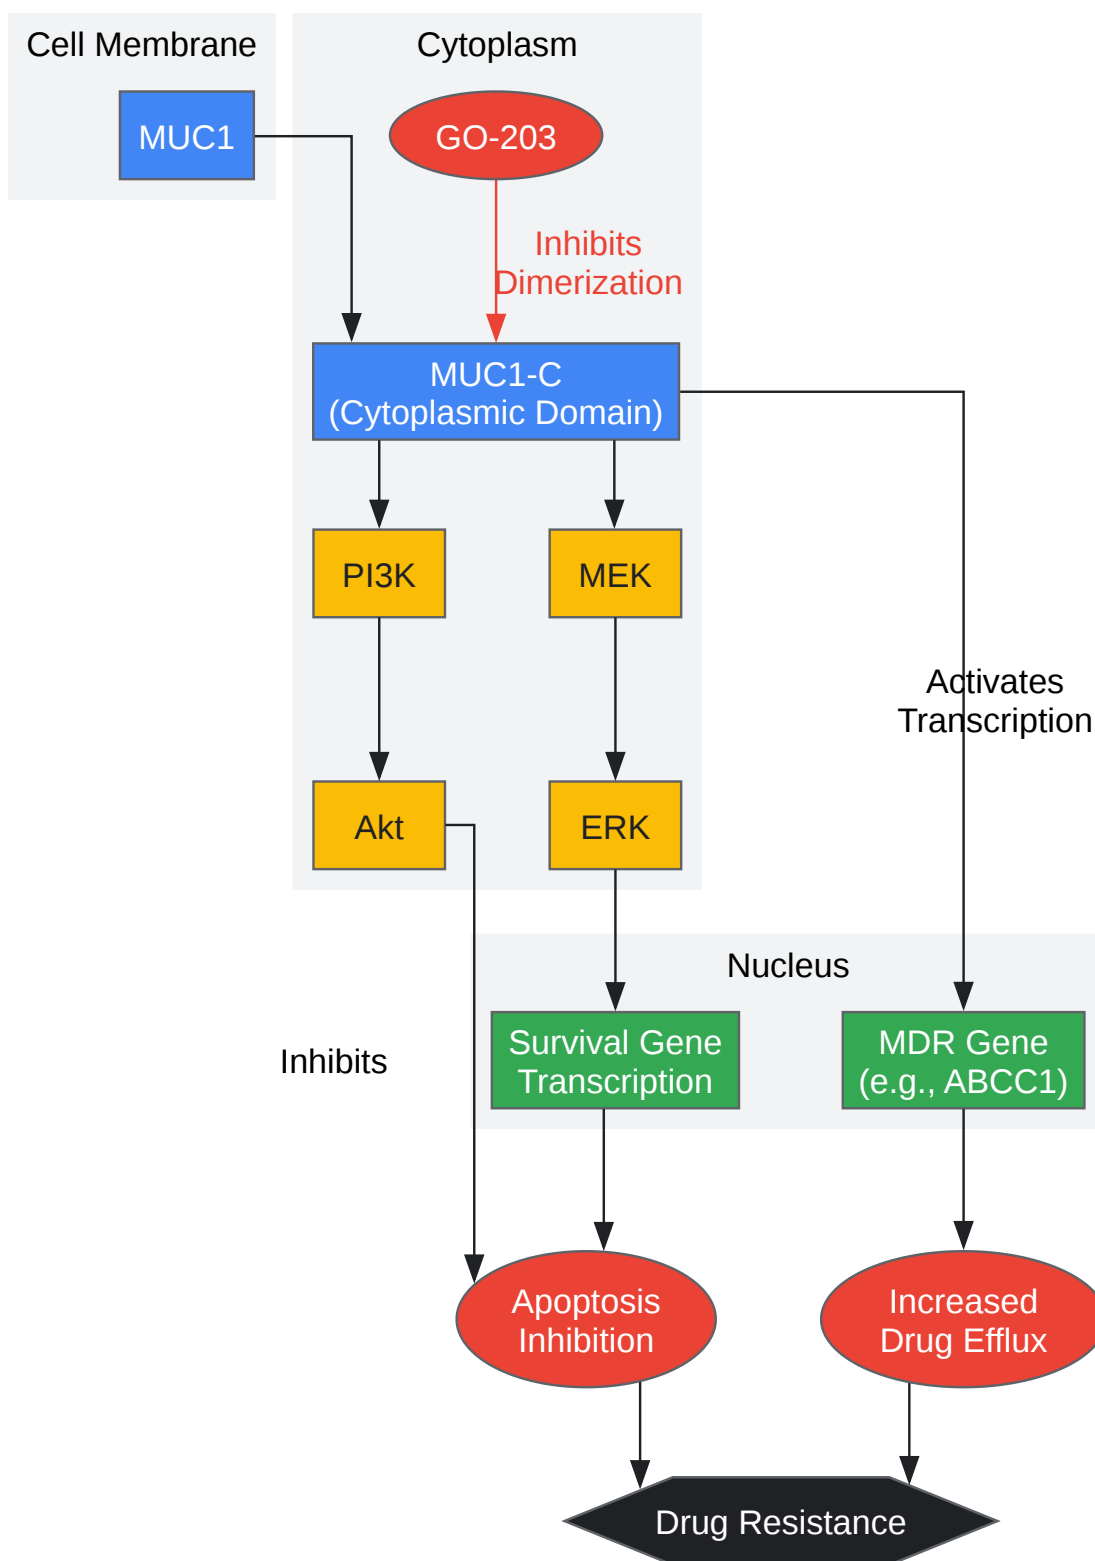 Cell Membrane
Cytoplasm
MUC1
GO-203
Inhibits
Dimerization
MUC1-C
(Cytoplasmic Domain)
PI3K
MEK
Activates
Transcription
Akt
ERK
Nucleus
Inhibits
Survival Gene
Transcription
MDR Gene
(e.g., ABCC1)
Apoptosis
Inhibition
Increased
Drug Efflux
Drug Resistance